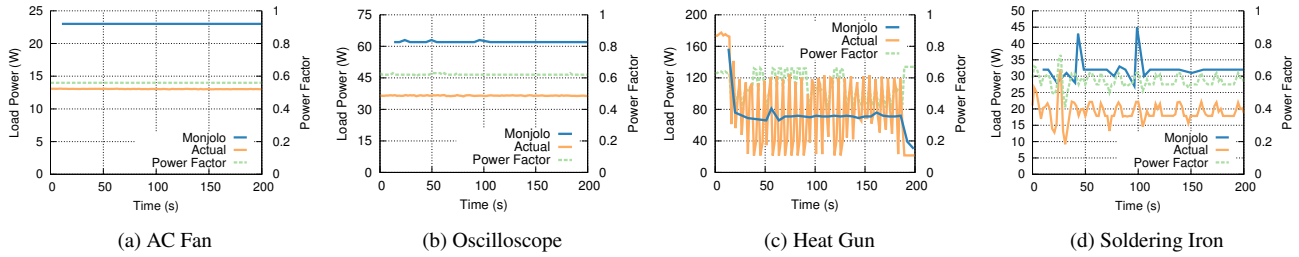 25
20
15
10
5
0
1
0.8
0.6
0.4
0.2
0
0 50 100 150 200
Load Power (W)
Power Factor
Time (s)
Monjolo
Actual
Power Factor
(a) AC Fan
75
60
45
30
15
0
1
0.8
0.6
0.4
0.2
0
0 50 100 150 200
Load Power (W)
Power Factor
Time (s)
Monjolo
Actual
Power Factor
(b) Oscilloscope
200
160
120
80
40
0
1
0.8
0.6
0.4
0.2
0
0 50 100 150 200
Load Power (W)
Power Factor
Time (s)
Monjolo
Actual
Power Factor
(c) Heat Gun
50
45
40
35
30
25
20
15
10
5
0
1
0.8
0.6
0.4
0.2
0
0 50 100 150 200
Load Power (W)
Power Factor
Time (s)
Monjolo
Actual
Power Factor
(d) Soldering Iron